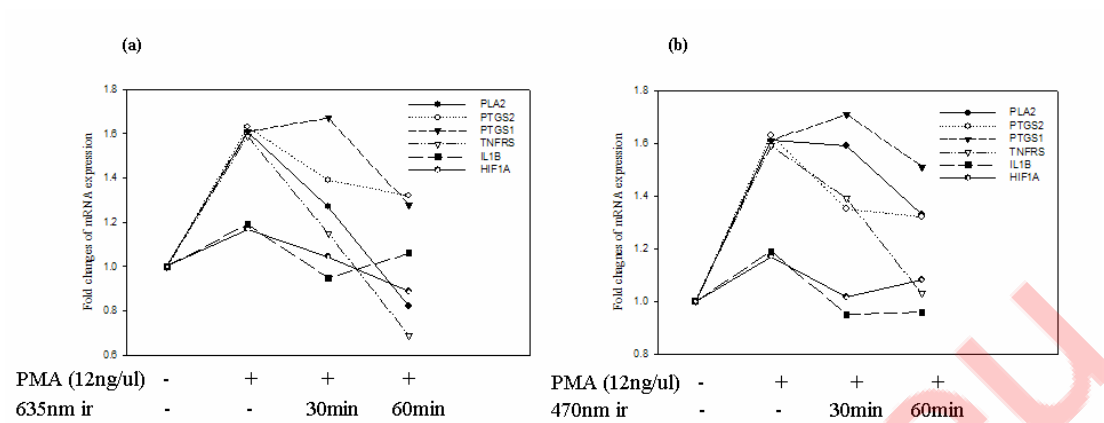 (a)
Fold changes of mRNA expression
1.8
1.6
1.4
1.2
1.0
0.8
0.6
PLA2
PTGS2
PTGS1
TNFRS
IL1B
HIF1A
PMA (12ng/ul) - + + +
635nm ir - - 30min 60min
(b)
Fold chagnes of mRNA expression
1.8
1.6
1.4
1.2
1.0
0.8
PLA2
PTGS2
PTGS1
TNFRS
IL1B
HIF1A
PMA (12ng/ul) - + + +
470nm ir - - 30min 60min